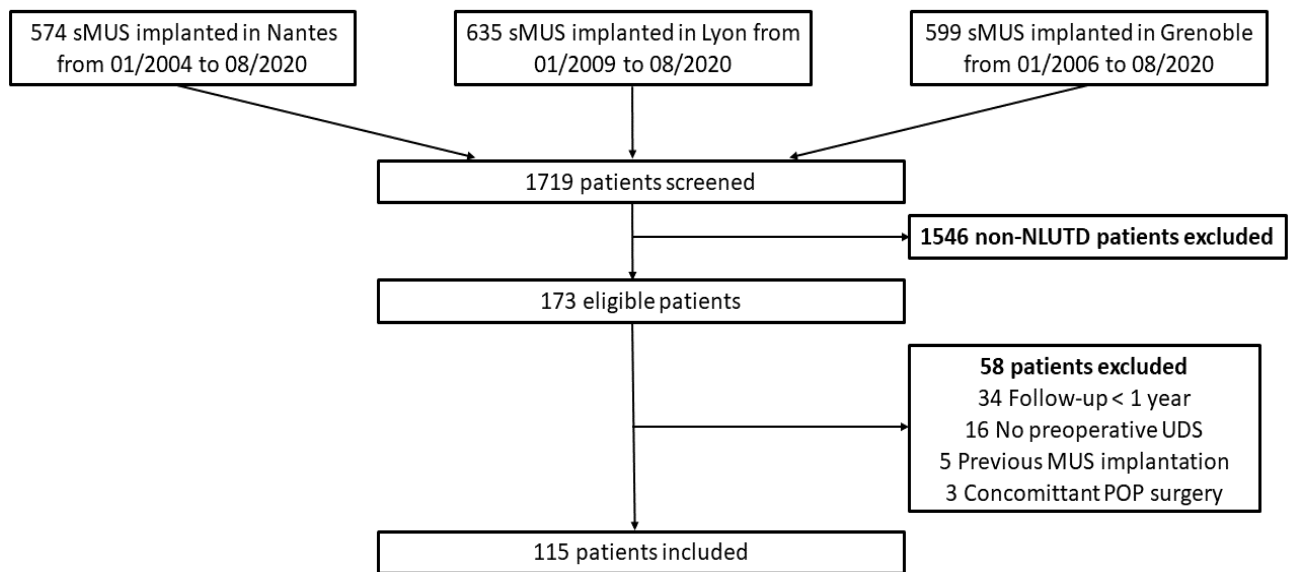 574 sMUS implanted in Nantes
from 01/2004 to 08/2020
635 sMUS implanted in Lyon from
01/2009 to 08/2020
599 sMUS implanted in Grenoble
from 01/2006 to 08/2020
1719 patients screened
1546 non-NLUTD patients excluded
173 eligible patients
58 patients excluded
34 Follow-up < 1 year
16 No preoperative UDS
5 Previous MUS implantation
3 Concomittant POP surgery
115 patients included